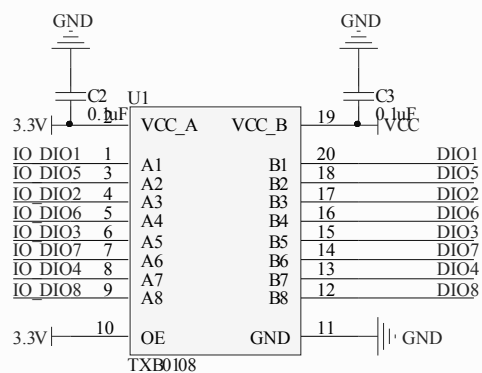 GND GND
C2 C3
U1
0.1uF 0.1uF
3.3V 2 VCC_A VCC_B 19 VCC
IO_DIO1 1 A1 B1 20 DIO1
IO_DIO5 3 A2 B2 18 DIO5
IO_DIO2 4 A3 B3 17 DIO2
IO_DIO6 5 A4 B4 16 DIO6
IO_DIO3 6 A5 B5 15 DIO3
IO_DIO7 7 A6 B6 14 DIO7
IO_DIO4 8 A7 B7 13 DIO4
IO_DIO8 9 A8 B8 12 DIO8
3.3V 10 OE GND 11 GND
TXB0108